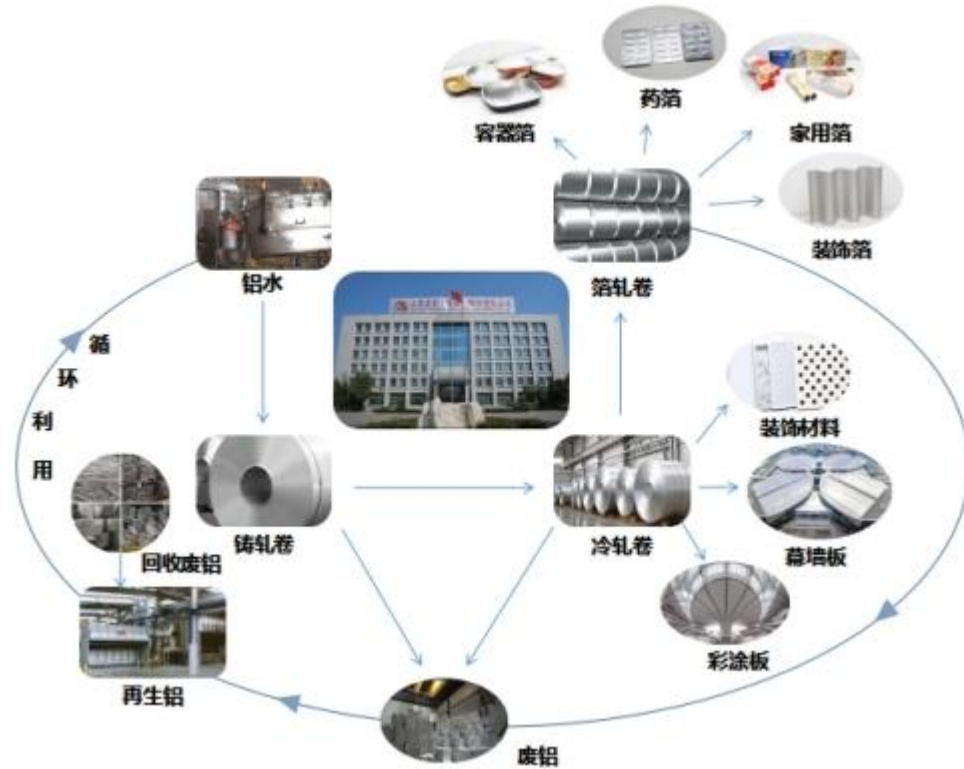 药箔
容器箔
家用箔
装饰箔
铝水
箔轧卷
循
环
利
用
装饰材料
铸轧卷
冷轧卷
幕墙板
回收废铝
彩涂板
再生铝
废铝